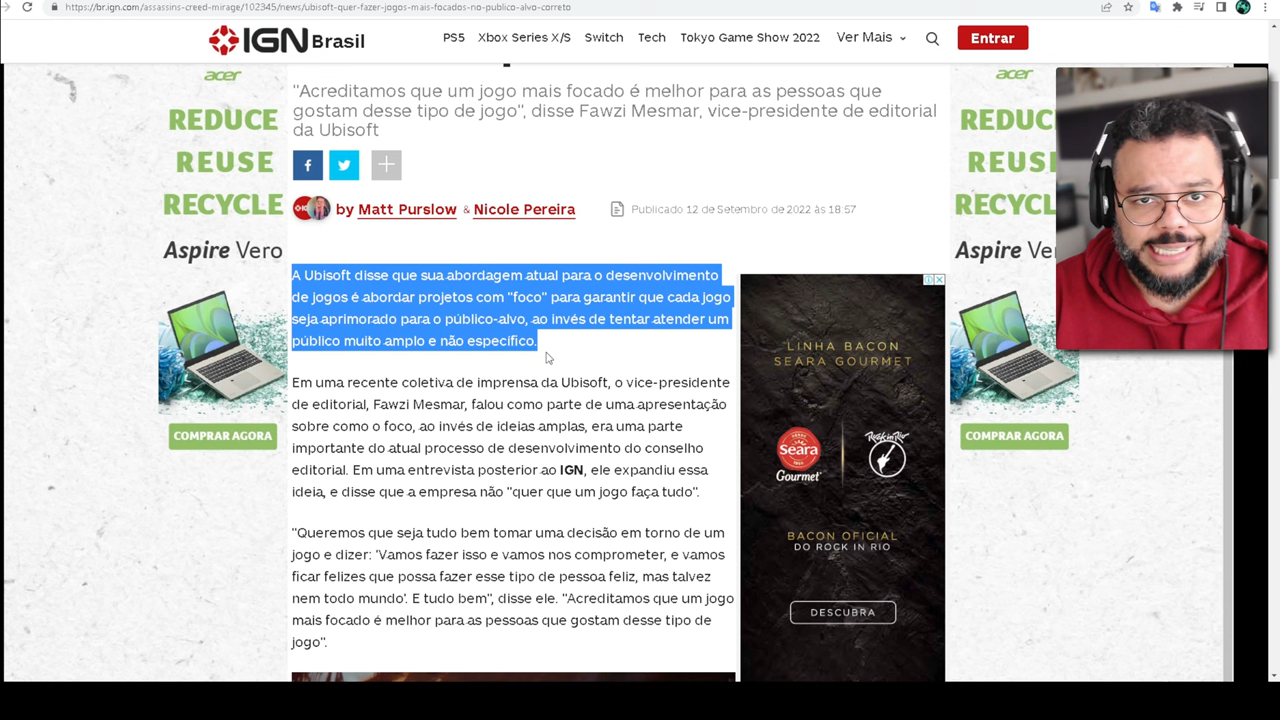 https://br.ign.com/assassins-creed-mirage/102345/news/ubisoft-quer-fazer-jogos-mais-focados-no-publico-alvo-correto
IGN Brasil
PS5 Xbox Series X/S Switch Tech Tokyo Game Show 2022 Ver Mais
Entrar
"Acreditamos que um jogo mais focado é melhor para as pessoas que
gostam desse tipo de jogo", disse Fawzi Mesmar, vice-presidente de editorial
da Ubisoft
by Matt Purslow & Nicole Pereira
Publicado 12 de Setembro de 2022 às 18:57
A Ubisoft disse que sua abordagem atual para o desenvolvimento
de jogos é abordar projetos com "foco" para garantir que cada jogo
seja aprimorado para o público-alvo, ao invés de tentar atender um
público muito amplo e não específico.
Em uma recente coletiva de imprensa da Ubisoft, o vice-presidente
de editorial, Fawzi Mesmar, falou como parte de uma apresentação
sobre como o foco, ao invés de ideias amplas, era uma parte
importante do atual processo de desenvolvimento do conselho
editorial. Em uma entrevista posterior ao IGN, ele expandiu essa
ideia, e disse que a empresa não "quer que um jogo faça tudo".
"Queremos que seja tudo bem tomar uma decisão em torno de um
jogo e dizer: 'Vamos fazer isso e vamos nos comprometer, e vamos
ficar felizes que possa fazer esse tipo de pessoa feliz, mas talvez
nem todo mundo'. E tudo bem", disse ele. "Acreditamos que um jogo
mais focado é melhor para as pessoas que gostam desse tipo de
jogo".
acer
REDUCE
REUSE
RECYCLE
Aspire Vero
COMPRAR AGORA
LINHA BACON
SEARA GOURMET
Seara
Gourmet
Rock in Rio
BACON OFICIAL
DO ROCK IN RIO
DESCUBRA
acer
REDUC
REUS
RECYCL
Aspire Vero
COMPRAR AGORA